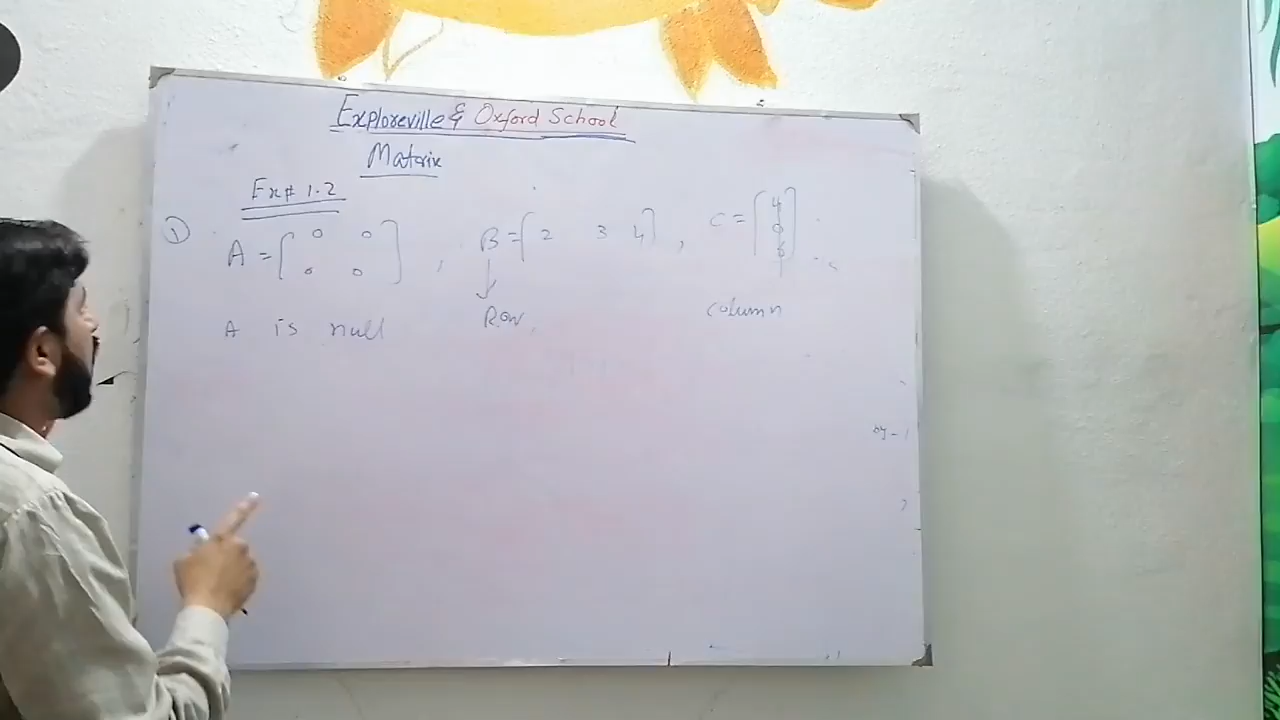 Exploreville & Oxford School
Matorix
Ex# 1.2
① A = [ 0 0 0 0 ] , B = [ 2 3 4 ] , C = [ 4 0 6 ]
A is null
Row
column